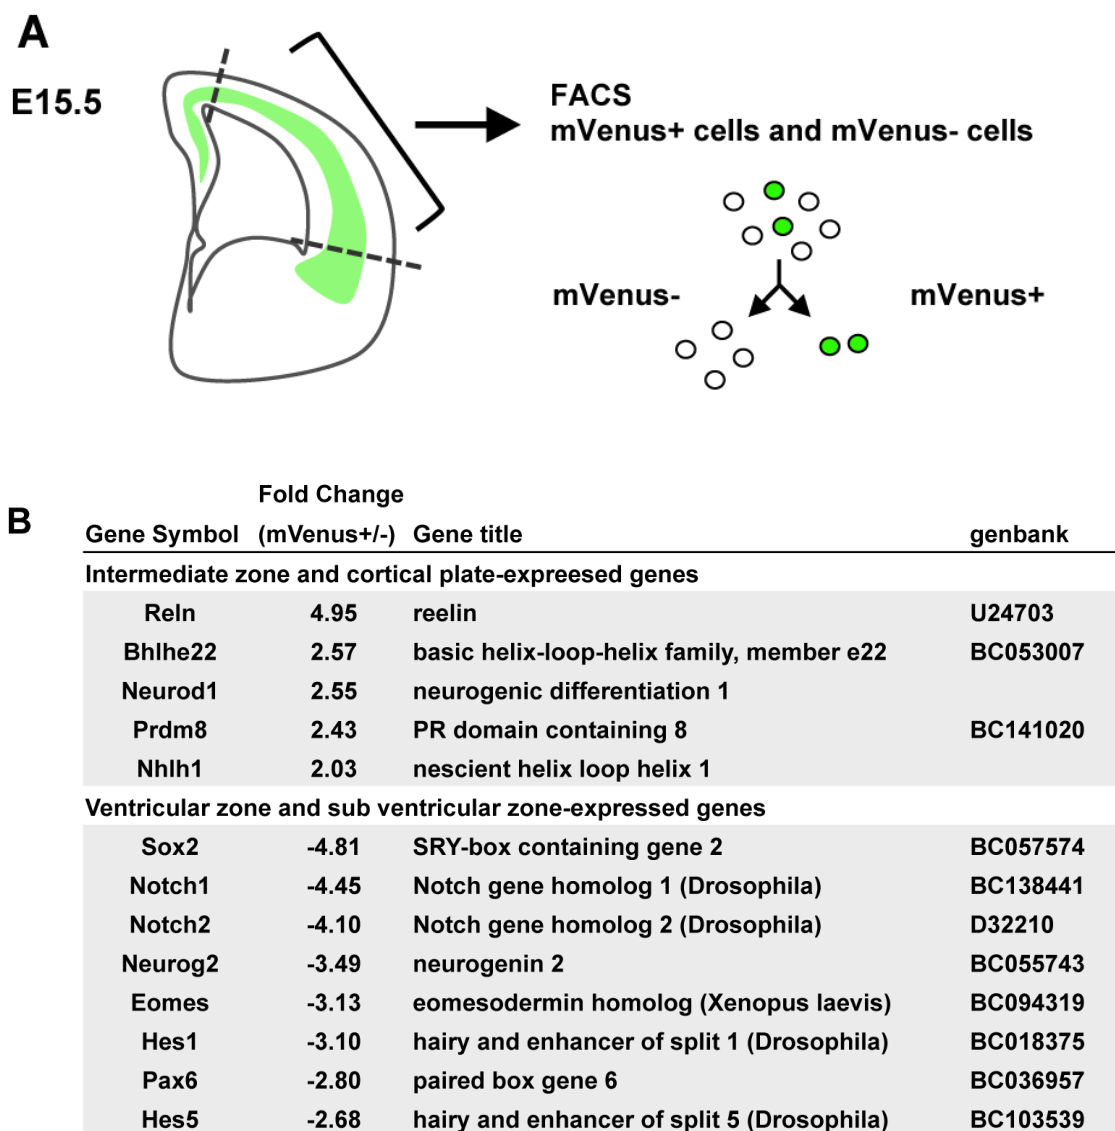 A
E15.5
FACS
mVenus+ cells and mVenus- cells
mVenus-
mVenus+
B
Fold Change
Gene Symbol (mVenus+/-) Gene title genbank
Intermediate zone and cortical plate-expreesed genes
Reln 4.95 reelin U24703
Bhlhe22 2.57 basic helix-loop-helix family, member e22 BC053007
Neurod1 2.55 neurogenic differentiation 1
Prdm8 2.43 PR domain containing 8 BC141020
Nhlh1 2.03 nescient helix loop helix 1
Ventricular zone and sub ventricular zone-expressed genes
Sox2 -4.81 SRY-box containing gene 2 BC057574
Notch1 -4.45 Notch gene homolog 1 (Drosophila) BC138441
Notch2 -4.10 Notch gene homolog 2 (Drosophila) D32210
Neurog2 -3.49 neurogenin 2 BC055743
Eomes -3.13 eomesodermin homolog (Xenopus laevis) BC094319
Hes1 -3.10 hairy and enhancer of split 1 (Drosophila) BC018375
Pax6 -2.80 paired box gene 6 BC036957
Hes5 -2.68 hairy and enhancer of split 5 (Drosophila) BC103539